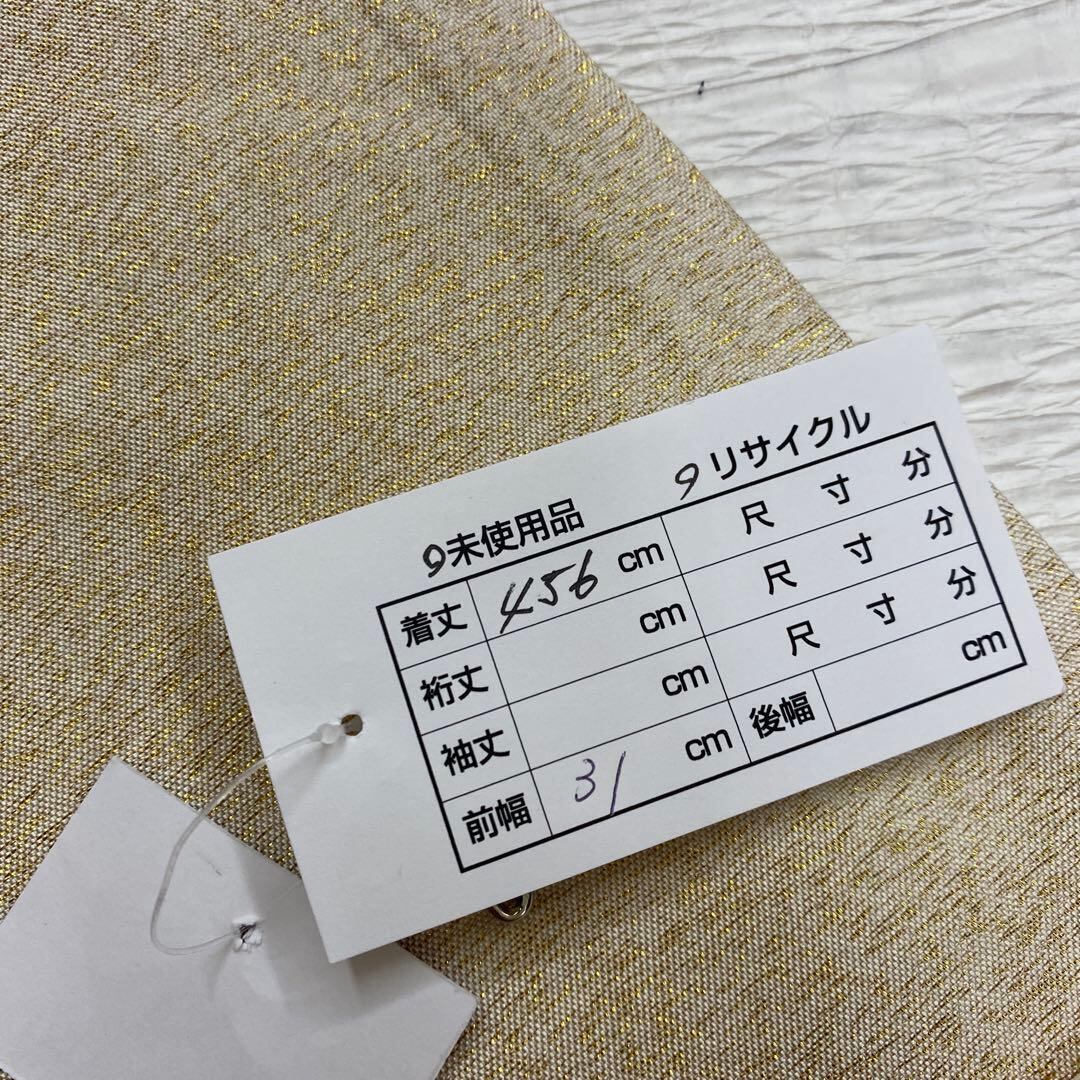 9未使用品 9リサイクル
着丈 456 cm 尺 寸 分
裄丈 cm 尺 寸 分
袖丈 cm 尺 寸 分
前幅 31 cm 後幅 cm